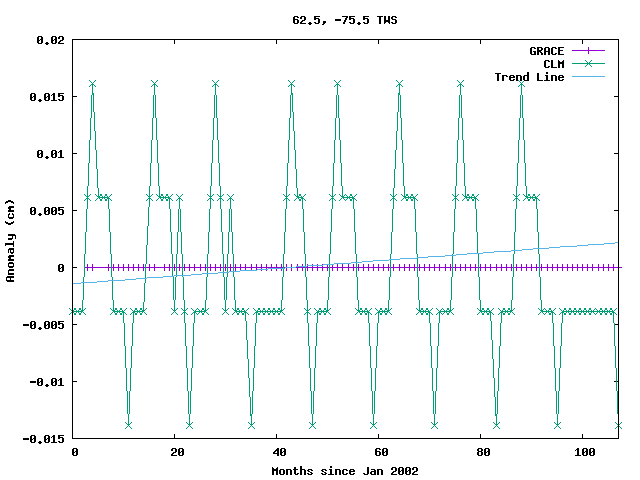 62.5, -75.5 TWS
GRACE
CLM
Trend Line
0.02
0.015
0.01
0.005
0
-0.005
-0.01
-0.015
Anomaly (cm)
0 20 40 60 80 100
Months since Jan 2002